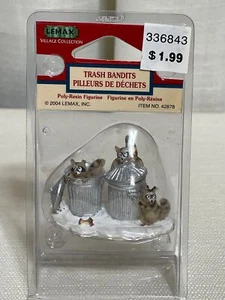 LEMAX
VILLAGE COLLECTION
336843
$1.99
TRASH BANDITS
PILLEURS DE DÉCHETS
Poly-Resin Figurine Figurine en Poly-Résine
© 2004 LEMAX, INC. ITEM NO. 42878